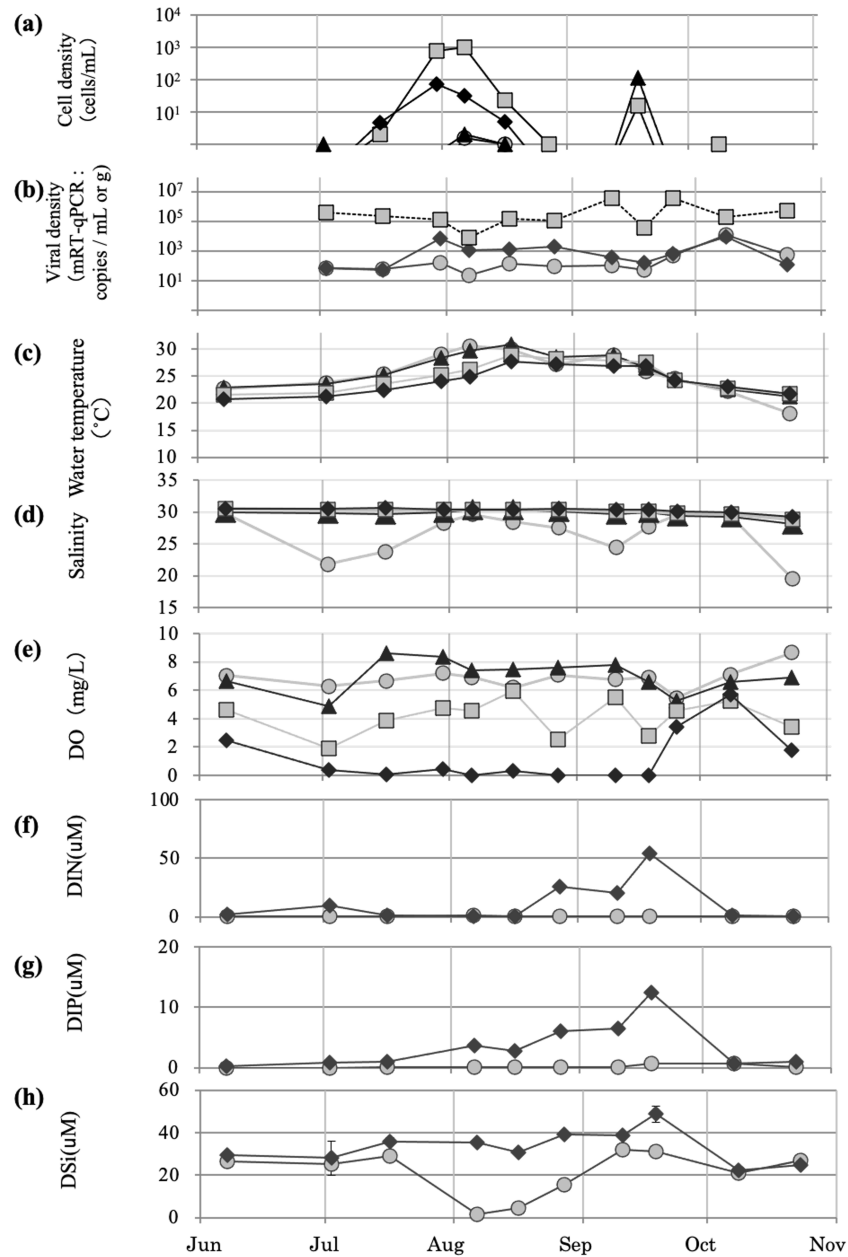 (a)
Cell density
(cells/mL)
10⁴
10³
10²
10¹
(b)
Viral density
(mRT-qPCR :
copies / mL or g)
10⁷
10⁵
10³
10¹
(c)
Water temperature
(℃)
30
25
20
15
10
(d)
Salinity
35
30
25
20
15
(e)
DO (mg/L)
10
8
6
4
2
0
(f)
DIN(uM)
100
50
0
(g)
DIP(uM)
20
10
0
(h)
DSi(uM)
60
40
20
0
Jun Jul Aug Sep Oct Nov